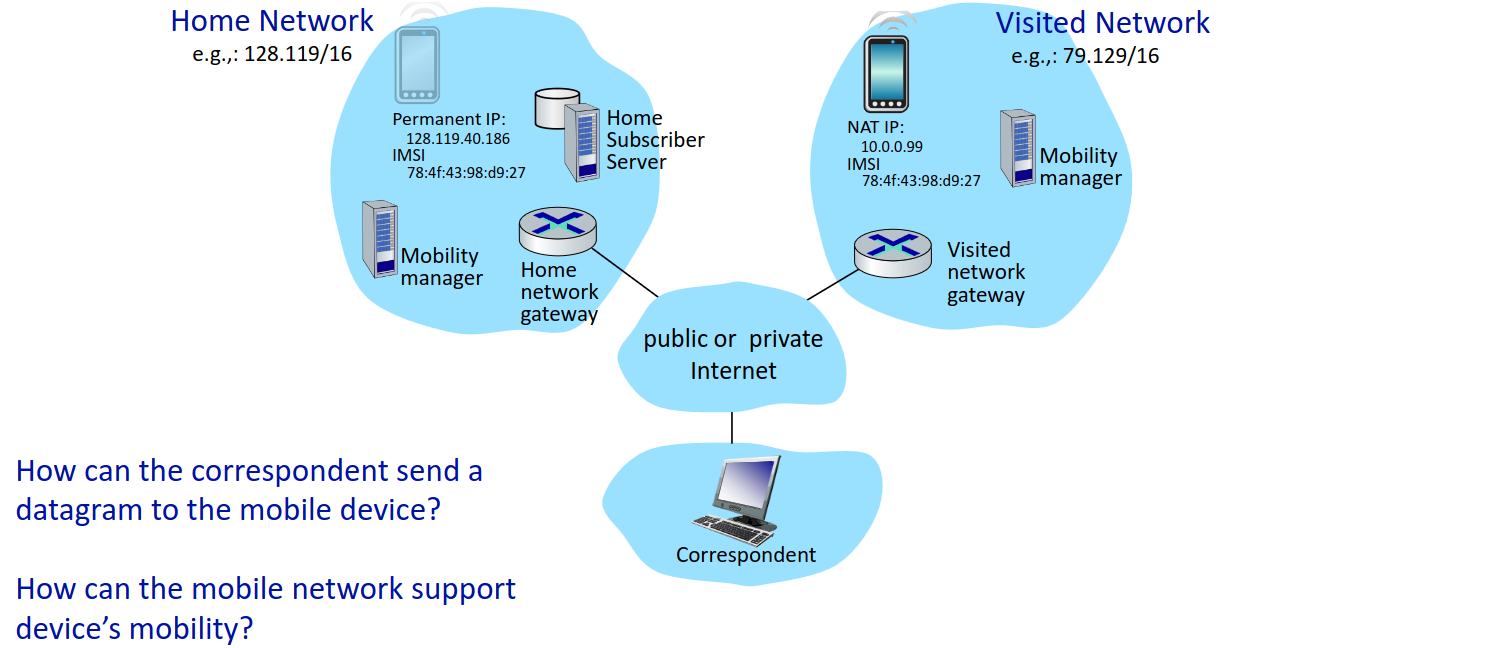 Home Network
e.g.,: 128.119/16
Permanent IP:
128.119.40.186
IMSI
78:4f:43:98:d9:27
Home
Subscriber
Server
Mobility
manager
Home
network
gateway
Visited Network
e.g.,: 79.129/16
NAT IP:
10.0.0.99
IMSI
78:4f:43:98:d9:27
Mobility
manager
Visited
network
gateway
public or private
Internet
Correspondent
How can the correspondent send a
datagram to the mobile device?
How can the mobile network support
device’s mobility?